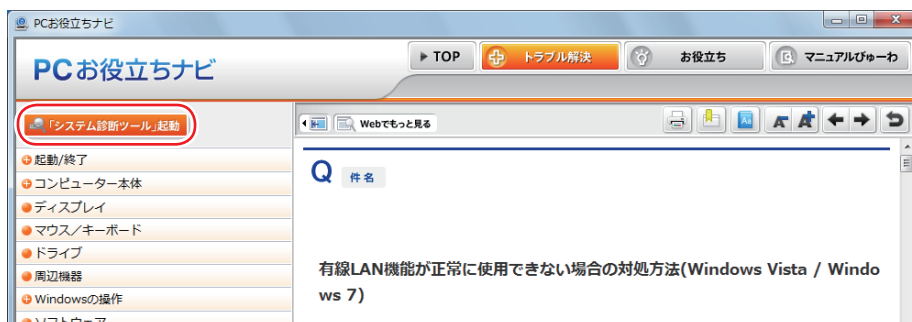 PCお役立ちナビ
PCお役立ちナビ
TOP
トラブル解決
お役立ち
マニュアルびゅーわ
「システム診断ツール」起動
Webでもっと見る
起動/終了
コンピューター本体
ディスプレイ
マウス／キーボード
ドライブ
周辺機器
Windowsの操作
ソフトウェア
Q 件名
有線LAN機能が正常に使用できない場合の対処方法(Windows Vista / Windo
ws 7)